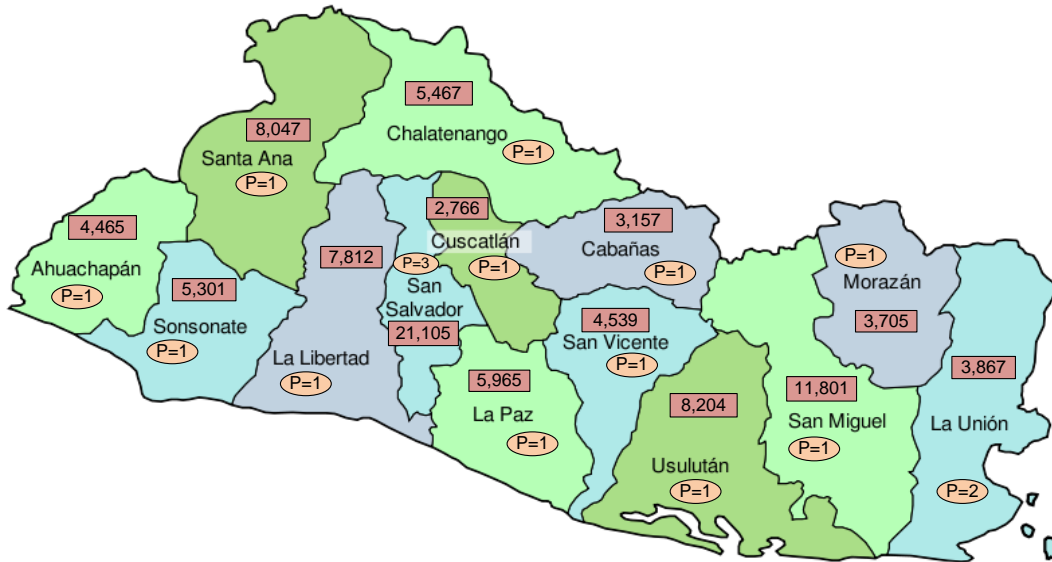 5,467
Chalatenango
P=1
8,047
Santa Ana
P=1
4,465
Ahuachapán
P=1
5,301
Sonsonate
P=1
7,812
La Libertad
P=1
2,766
Cuscatlán
P=1
P=3
San
Salvador
21,105
3,157
Cabañas
P=1
4,539
San Vicente
P=1
5,965
La Paz
P=1
8,204
Usulután
P=1
11,801
San Miguel
P=1
P=1
Morazán
3,705
3,867
La Unión
P=2